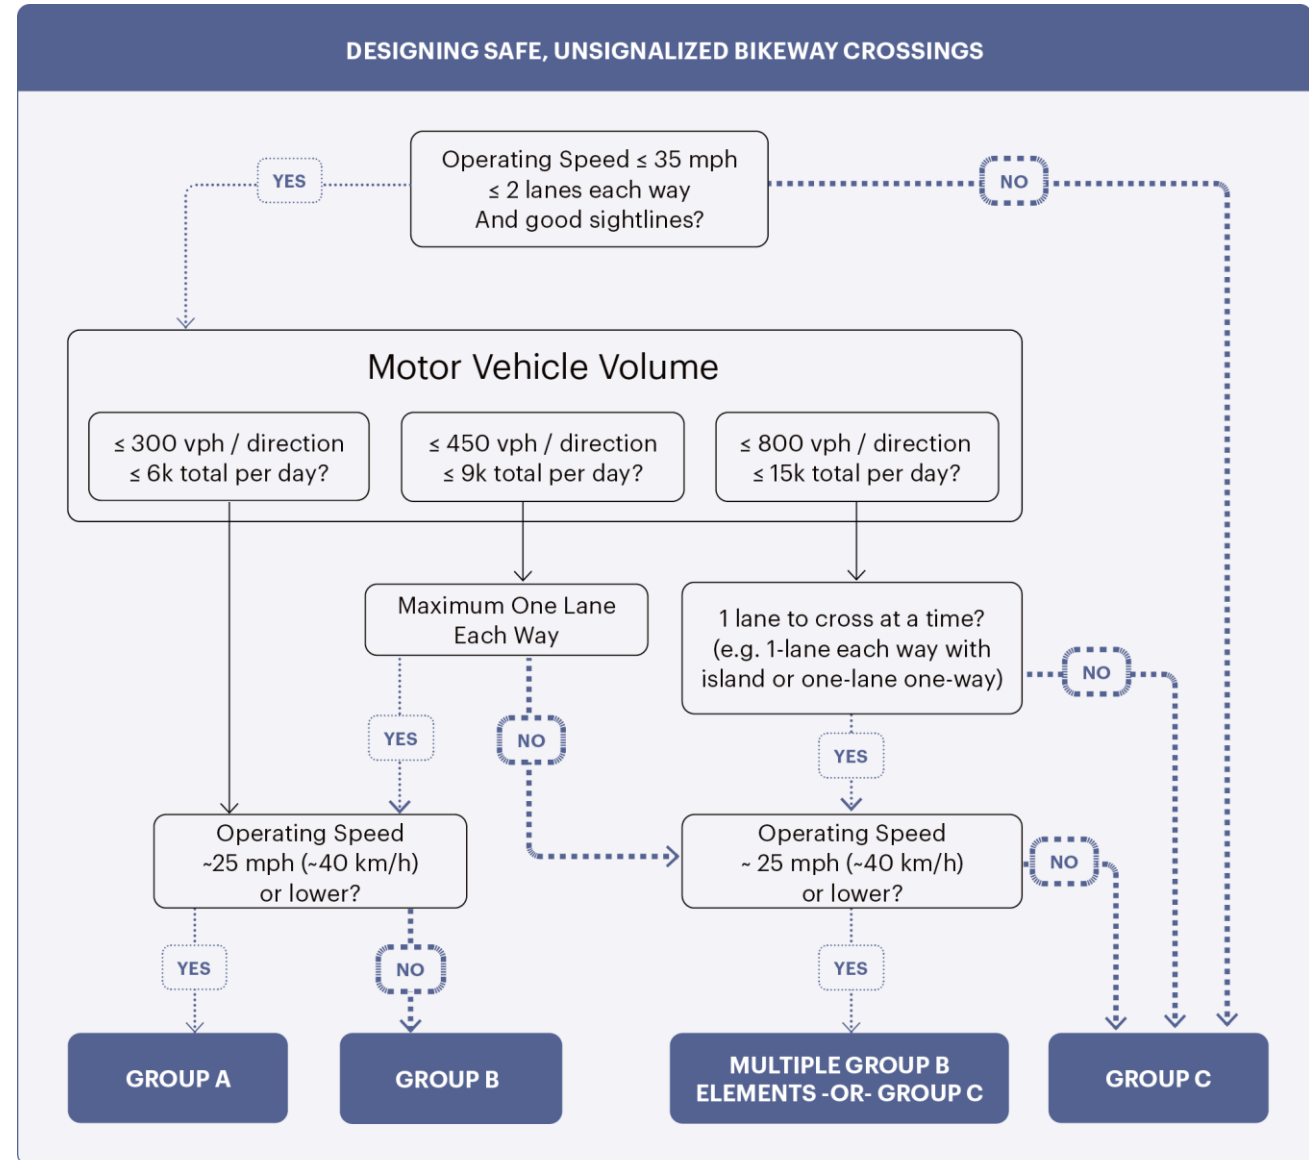 DESIGNING SAFE, UNSIGNALIZED BIKEWAY CROSSINGS
Operating Speed ≤ 35 mph
≤ 2 lanes each way
And good sightlines?
YES
NO
Motor Vehicle Volume
≤ 300 vph / direction
≤ 6k total per day?
≤ 450 vph / direction
≤ 9k total per day?
≤ 800 vph / direction
≤ 15k total per day?
Maximum One Lane
Each Way
1 lane to cross at a time?
(e.g. 1-lane each way with
island or one-lane one-way)
NO
YES
NO
YES
Operating Speed
~25 mph (~40 km/h)
or lower?
Operating Speed
~ 25 mph (~40 km/h)
or lower?
NO
YES
NO
YES
GROUP A
GROUP B
MULTIPLE GROUP B
ELEMENTS -OR- GROUP C
GROUP C